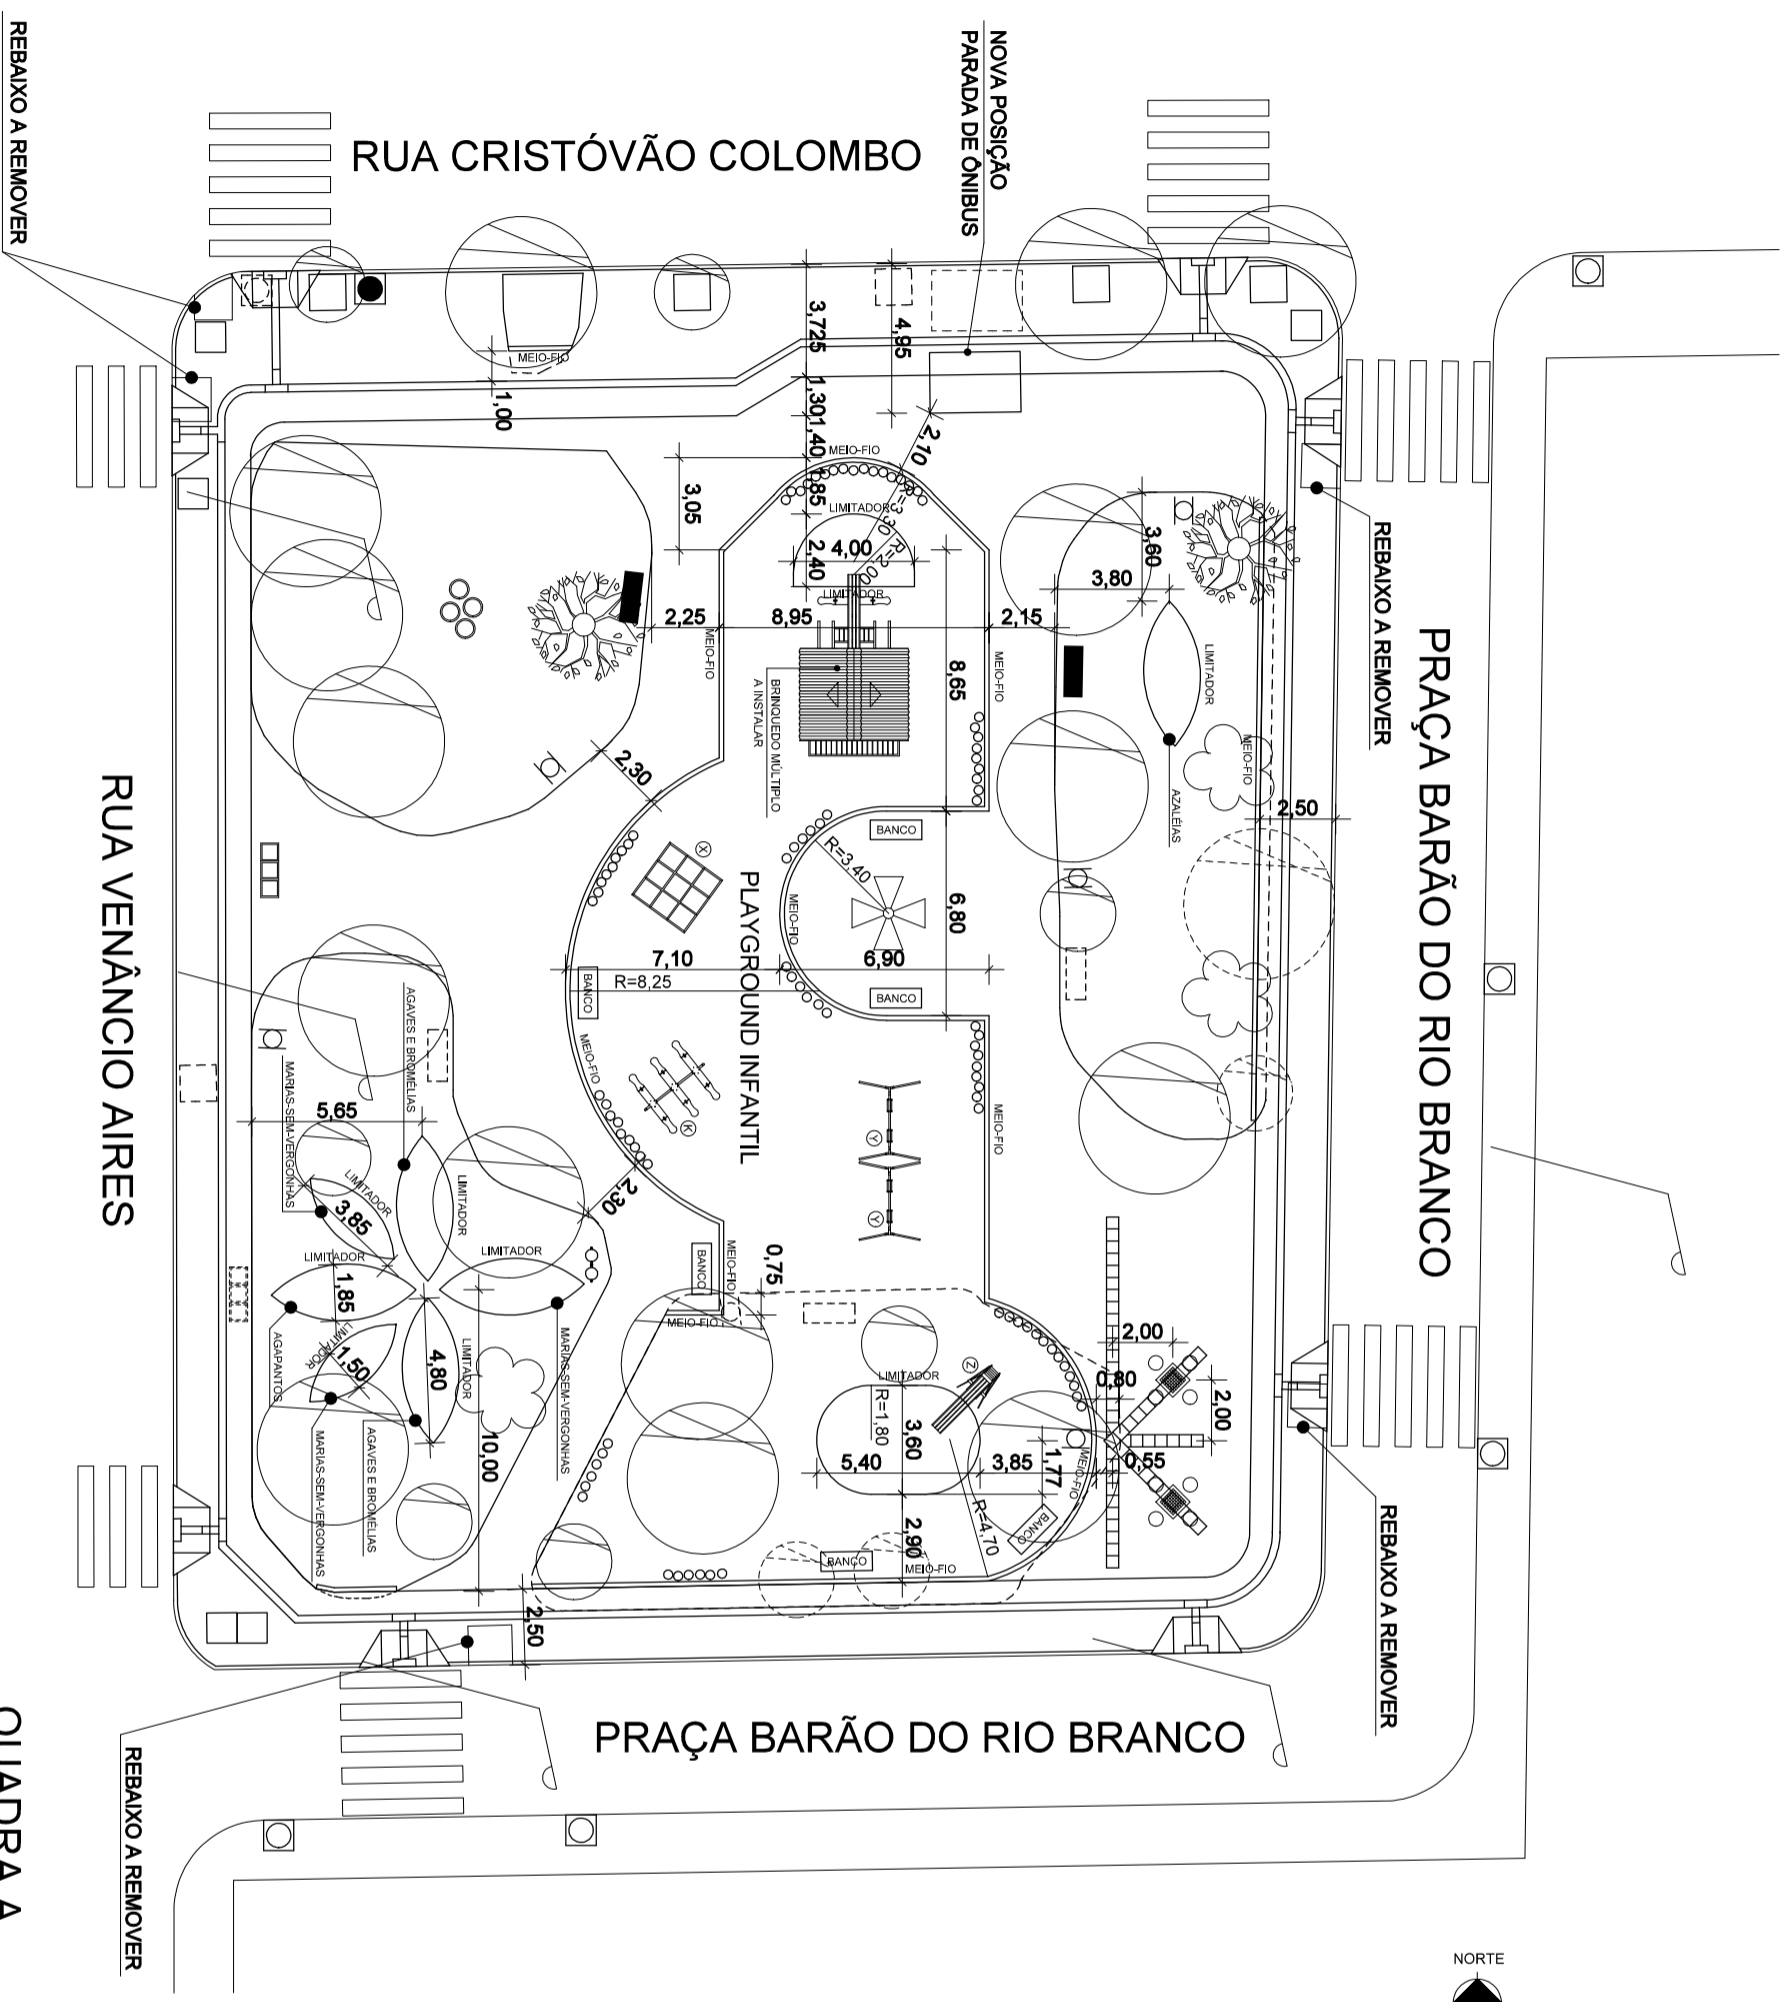 REBAIXO A REMOVER
RUA CRISTÓVÃO COLOMBO
NOVA POSIÇÃO
PARADA DE ÔNIBUS
3,725
4,95
MEIO-FIO
1,00
1,30
1,40
2,10
MEIO-FIO
1,85
3,05
LIMITADOR
4,00
2,40
R=2,00
LIMITADOR
3,60
3,80
LIMITADOR
REBAIXO A REMOVER
PRAÇA BARÃO DO RIO BRANCO
2,25
8,95
2,15
MEIO-FIO
8,65
MEIO-FIO
BRINQUEDO MÚLTIPLO
A INSTALAR
MEIO-FIO
AZALÉIAS
2,50
2,30
BANCO
R=3,40
X
MEIO-FIO
6,80
PLAYGROUND INFANTIL
7,10
6,90
R=8,25
BANCO
BANCO
RUA VENÂNCIO AIRES
AGAVES E BROMÉLIAS
MARIAS-SEM-VERGONHAS
MEIO-FIO
K
Y
Y
MEIO-FIO
5,65
LIMITADOR
3,85
LIMITADOR
2,30
LIMITADOR
LIMITADOR
1,85
BANCO
MEIO-FIO
0,75
MEIO-FIO
AGAPANTOS
LIMITADOR
1,50
4,80
LIMITADOR
MARIAS-SEM-VERGONHAS
10,00
MARIAS-SEM-VERGONHAS
AGAVES E BROMÉLIAS
Z
LIMITADOR
R=1,80
3,60
5,40
3,85
1,77
0,80
0,55
2,00
2,00
MEIO-FIO
R=4,70
BANCO
2,90
BANCO
MEIO-FIO
2,50
REBAIXO A REMOVER
PRAÇA BARÃO DO RIO BRANCO
REBAIXO A REMOVER
QUADRA A
NORTE